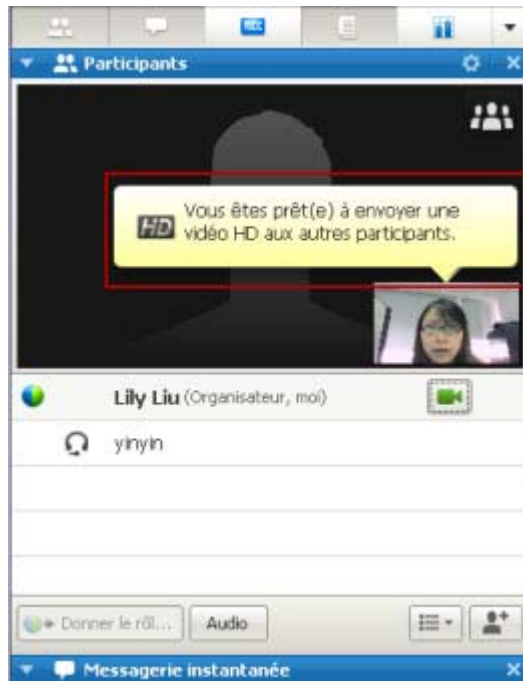 REC
Participants
HD
Vous êtes prêt(e) à envoyer une
vidéo HD aux autres participants.
Lily Liu (Organisateur, moi)
yinyin
Donner le rôl...
Audio
Messagerie instantanée